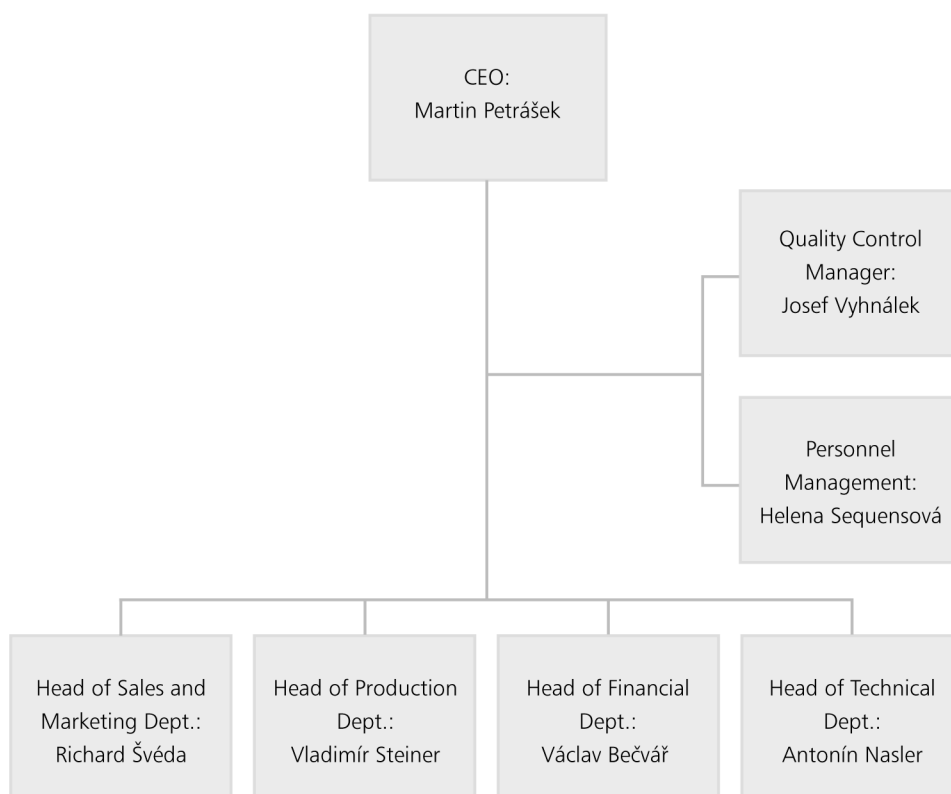 CEO:
Martin Petrášek
Quality Control
Manager:
Josef Vyhnálek
Personnel
Management:
Helena Sequensová
Head of Sales and
Marketing Dept.:
Richard Švéda
Head of Production
Dept.:
Vladimír Steiner
Head of Financial
Dept.:
Václav Bečvář
Head of Technical
Dept.:
Antonín Nasler